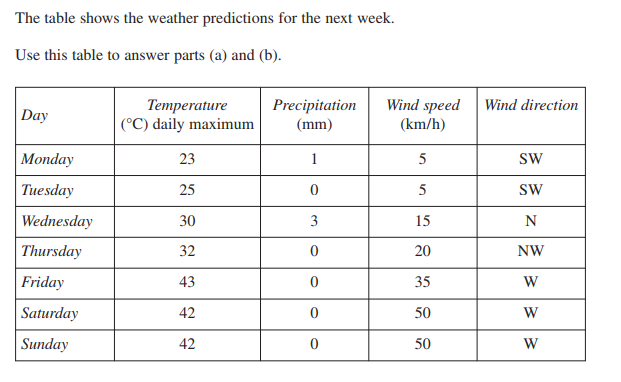 The table shows the weather predictions for the next week.
Use this table to answer parts (a) and (b).
Day Temperature (°C) daily maximum Precipitation (mm) Wind speed (km/h) Wind direction
Monday 23 1 5 SW
Tuesday 25 0 5 SW
Wednesday 30 3 15 N
Thursday 32 0 20 NW
Friday 43 0 35 W
Saturday 42 0 50 W
Sunday 42 0 50 W